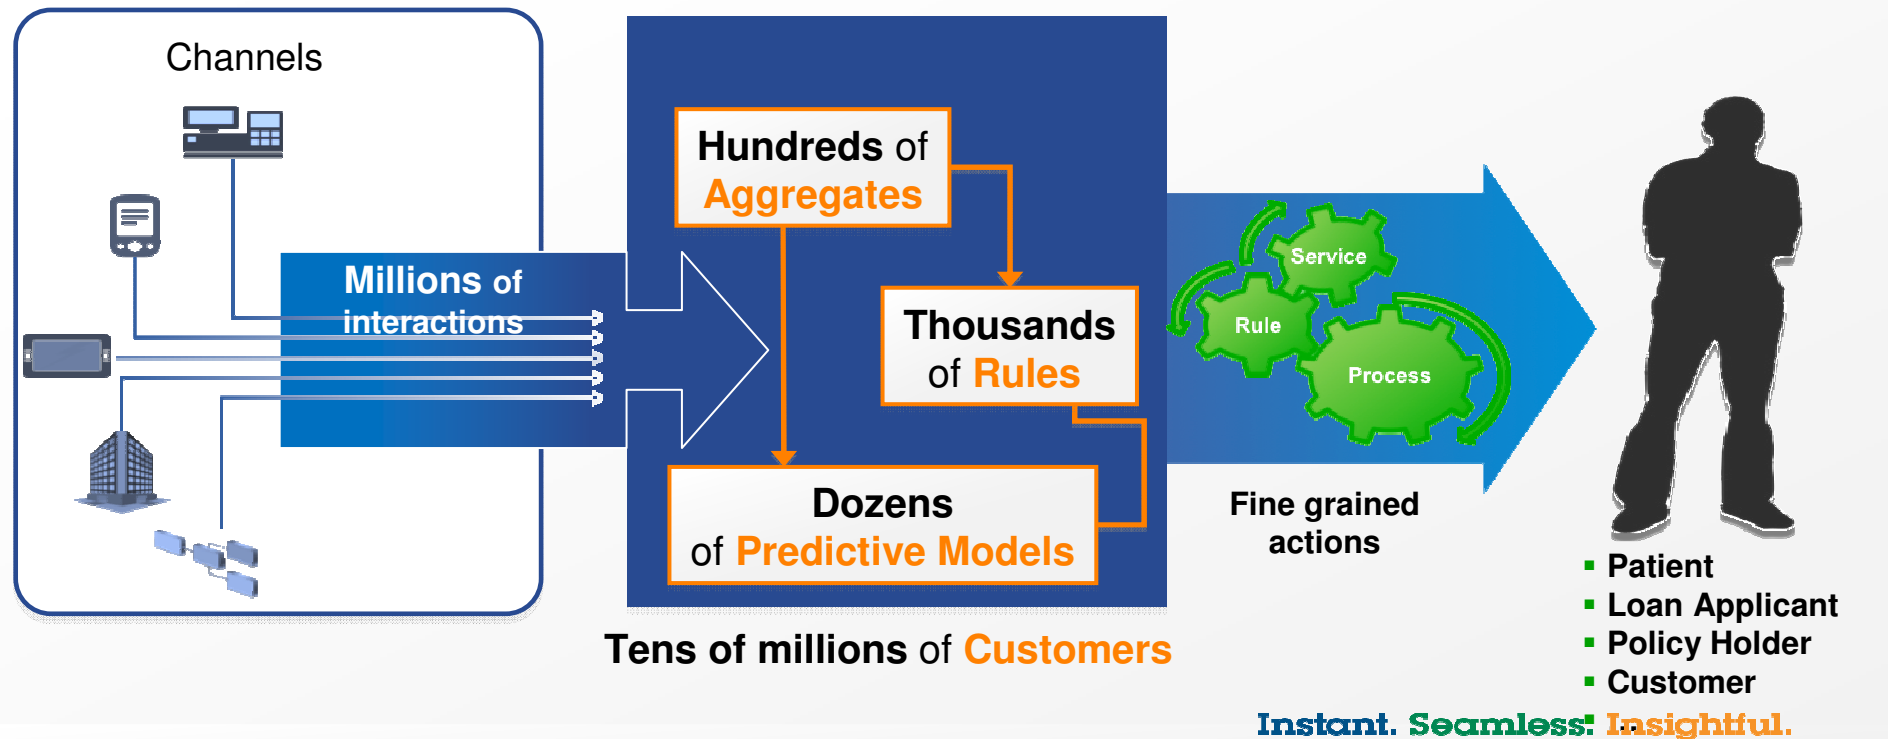 Channels
Millions of
interactions
Hundreds of
Aggregates
Thousands
of Rules
Dozens
of Predictive Models
Tens of millions of Customers
Service
Rule
Process
Fine grained
actions
▪ Patient
▪ Loan Applicant
▪ Policy Holder
▪ Customer
▪ ..
Instant. Seamless. Insightful.